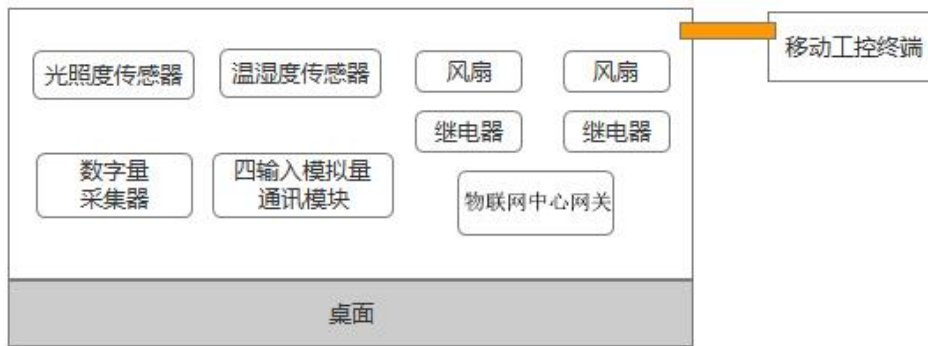 移动工控终端
光照度传感器
温湿度传感器
风扇
风扇
继电器
继电器
数字量
采集器
四输入模拟量
通讯模块
物联网中心网关
桌面